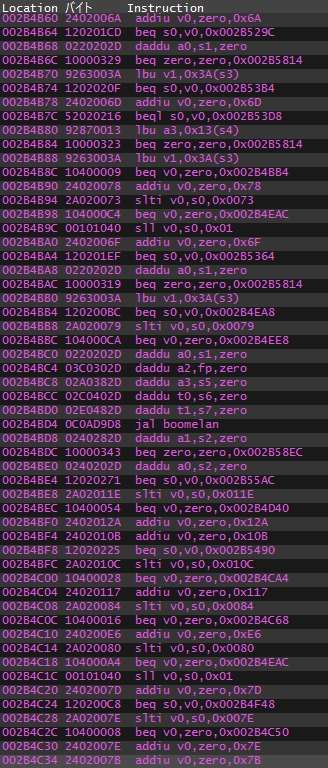 Location バイト Instruction
002B4B60 2402006A addiu v0,zero,0x6A
002B4B64 120201CD beq s0,v0,0x002B529C
002B4B68 0220202D daddu a0,s1,zero
002B4B6C 10000329 beq zero,zero,0x002B5814
002B4B70 9263003A lbu v1,0x3A(s3)
002B4B74 1202020F beq s0,v0,0x002B53B4
002B4B78 2402006D addiu v0,zero,0x6D
002B4B7C 52020216 beql s0,v0,0x002B53D8
002B4B80 92870013 lbu a3,0x13(s4)
002B4B84 10000323 beq zero,zero,0x002B5814
002B4B88 9263003A lbu v1,0x3A(s3)
002B4B8C 10400009 beq v0,zero,0x002B4BB4
002B4B90 24020078 addiu v0,zero,0x78
002B4B94 2A020073 slti v0,s0,0x0073
002B4B98 104000C4 beq v0,zero,0x002B4EAC
002B4B9C 00101040 sll v0,s0,0x01
002B4BA0 2402006F addiu v0,zero,0x6F
002B4BA4 120201EF beq s0,v0,0x002B5364
002B4BA8 0220202D daddu a0,s1,zero
002B4BAC 10000319 beq zero,zero,0x002B5814
002B4BB0 9263003A lbu v1,0x3A(s3)
002B4BB4 120200BC beq s0,v0,0x002B4EA8
002B4BB8 2A020079 slti v0,s0,0x0079
002B4BBC 104000CA beq v0,zero,0x002B4EE8
002B4BC0 0220202D daddu a0,s1,zero
002B4BC4 03C0302D daddu a2,fp,zero
002B4BC8 02A0382D daddu a3,s5,zero
002B4BCC 02C0402D daddu t0,s6,zero
002B4BD0 02E0482D daddu t1,s7,zero
002B4BD4 0C0AD9D8 jal boomelan
002B4BD8 0240282D daddu a1,s2,zero
002B4BDC 10000343 beq zero,zero,0x002B58EC
002B4BE0 0240202D daddu a0,s2,zero
002B4BE4 12020271 beq s0,v0,0x002B55AC
002B4BE8 2A02011E slti v0,s0,0x011E
002B4BEC 10400054 beq v0,zero,0x002B4D40
002B4BF0 2402012A addiu v0,zero,0x12A
002B4BF4 2402010B addiu v0,zero,0x10B
002B4BF8 12020225 beq s0,v0,0x002B5490
002B4BFC 2A02010C slti v0,s0,0x010C
002B4C00 10400028 beq v0,zero,0x002B4CA4
002B4C04 24020117 addiu v0,zero,0x117
002B4C08 2A020084 slti v0,s0,0x0084
002B4C0C 10400016 beq v0,zero,0x002B4C68
002B4C10 240200E6 addiu v0,zero,0xE6
002B4C14 2A020080 slti v0,s0,0x0080
002B4C18 104000A4 beq v0,zero,0x002B4EAC
002B4C1C 00101040 sll v0,s0,0x01
002B4C20 2402007D addiu v0,zero,0x7D
002B4C24 120200C8 beq s0,v0,0x002B4F48
002B4C28 2A02007E slti v0,s0,0x007E
002B4C2C 10400008 beq v0,zero,0x002B4C50
002B4C30 2402007E addiu v0,zero,0x7E
002B4C34 2402007B addiu v0,zero,0x7B